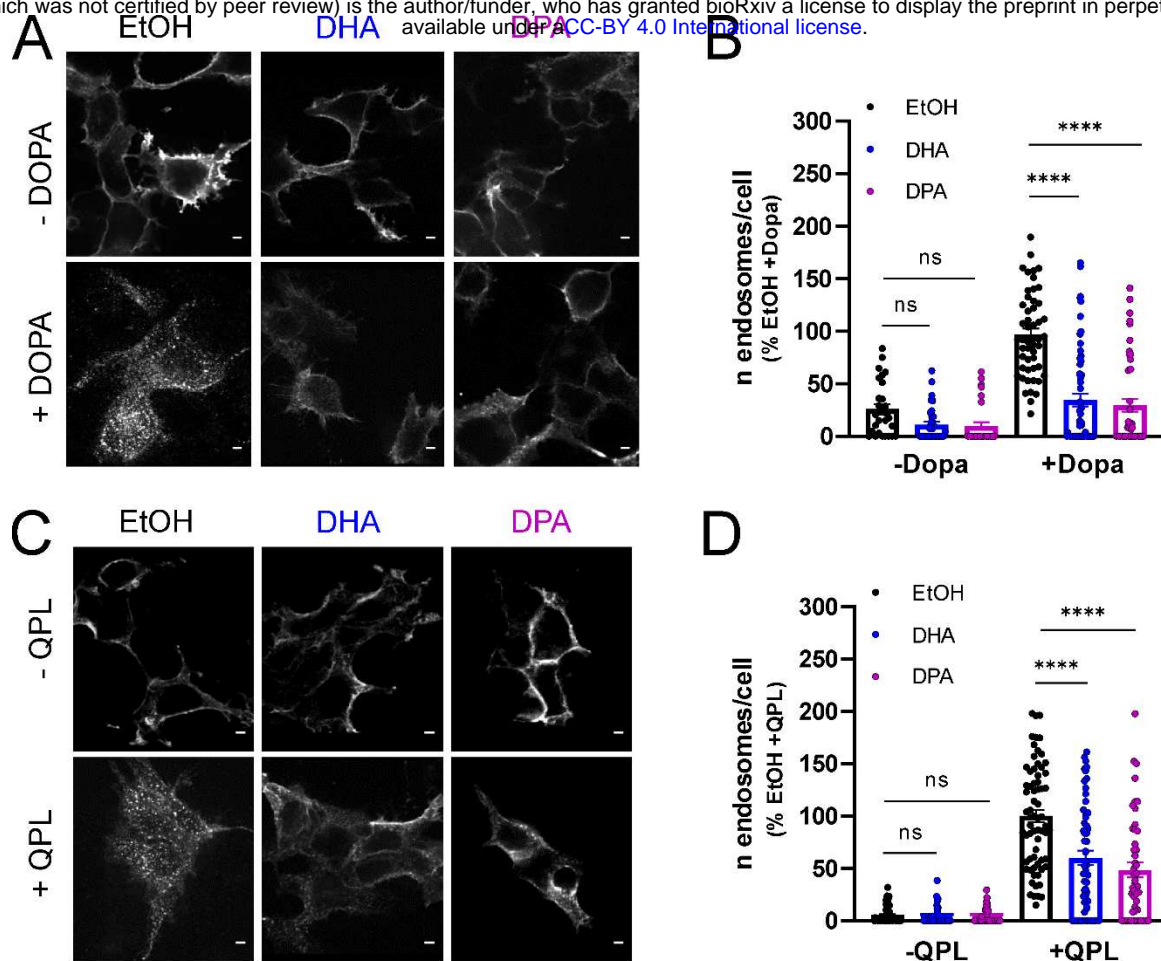 hich was not certified by peer review) is the author/funder, who has granted bioRxiv a license to display the preprint in perpet
available under aCC-BY 4.0 International license.
A
EtOH
DHA
DPA
- DOPA
+ DOPA
B
EtOH
DHA
DPA
n endosomes/cell
(% EtOH +Dopa)
300
250
200
150
100
50
0
ns
ns
****
****
-Dopa
+Dopa
C
EtOH
DHA
DPA
- QPL
+ QPL
D
EtOH
DHA
DPA
n endosomes/cell
(% EtOH +QPL)
300
250
200
150
100
50
0
ns
ns
****
****
-QPL
+QPL